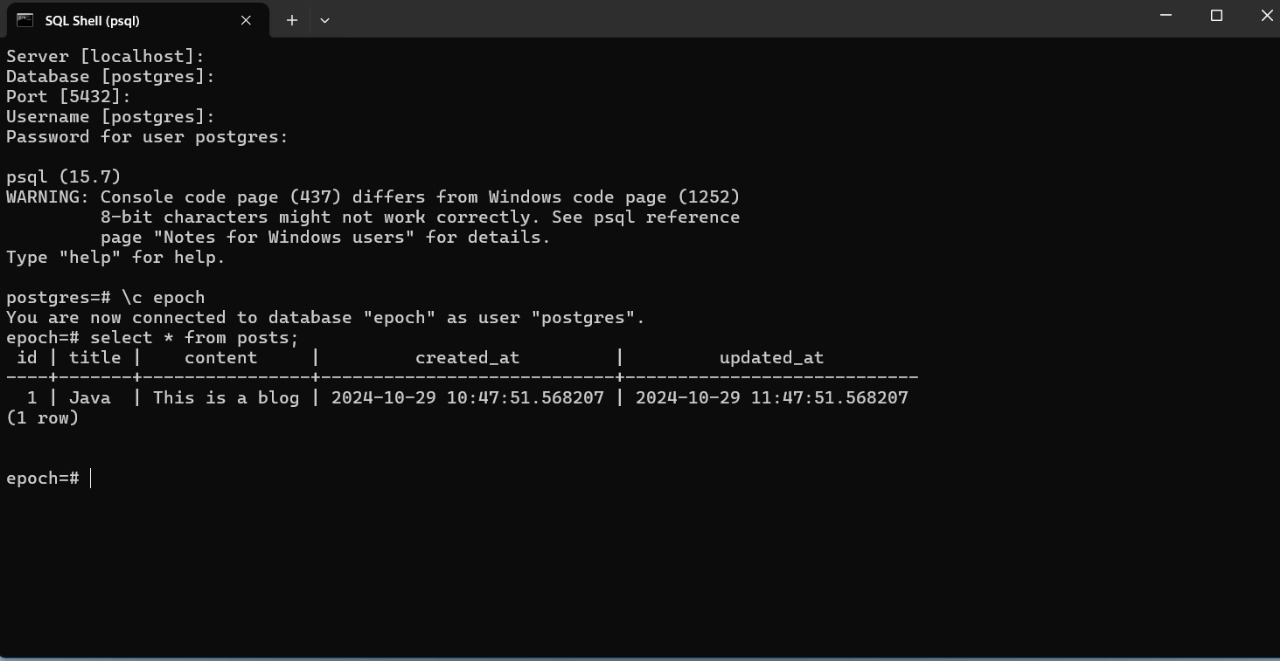 SQL Shell (psql)
Server [localhost]:
Database [postgres]:
Port [5432]:
Username [postgres]:
Password for user postgres:
psql (15.7)
WARNING: Console code page (437) differs from Windows code page (1252)
         8-bit characters might not work correctly. See psql reference
         page "Notes for Windows users" for details.
Type "help" for help.
postgres=# \c epoch
You are now connected to database "epoch" as user "postgres".
epoch=# select * from posts;
 id | title |    content     |         created_at         |         updated_at
----+-------+----------------+----------------------------+----------------------------
  1 | Java  | This is a blog | 2024-10-29 10:47:51.568207 | 2024-10-29 11:47:51.568207
(1 row)
epoch=#